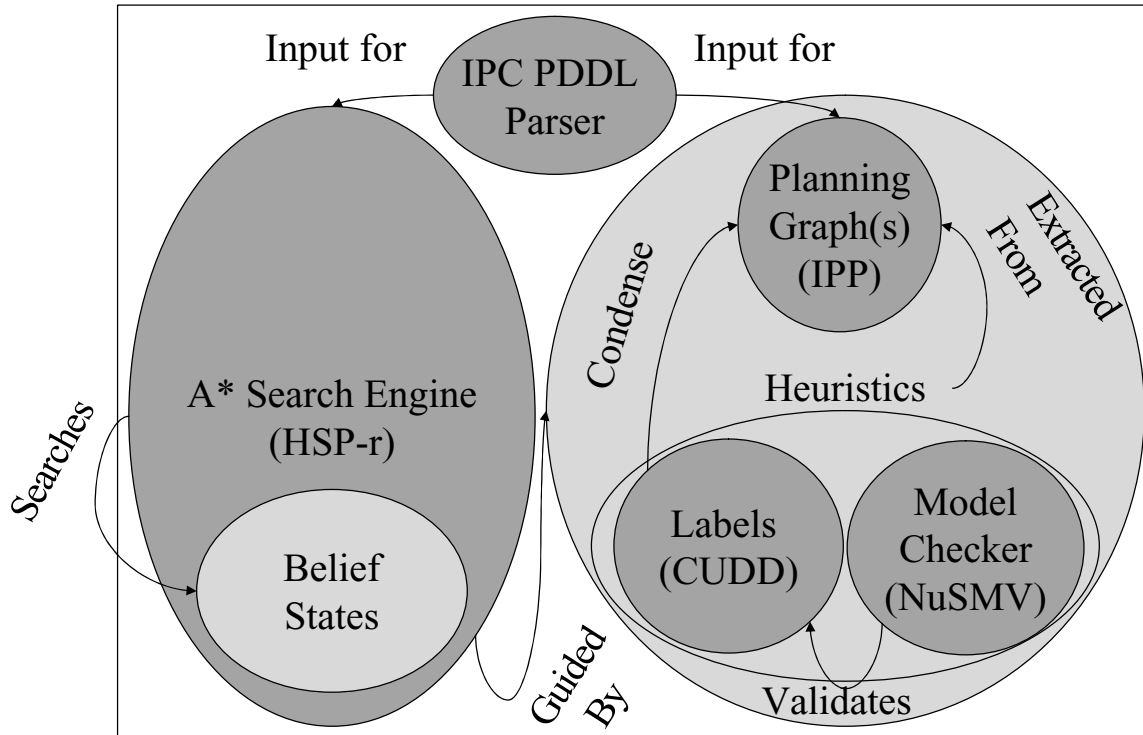 Input for
IPC PDDL
Parser
Input for
Planning
Graph(s)
(IPP)
Extracted
From
Condense
Heuristics
A* Search Engine
(HSP-r)
Searches
Belief
States
Labels
(CUDD)
Model
Checker
(NuSMV)
Guided
By
Validates